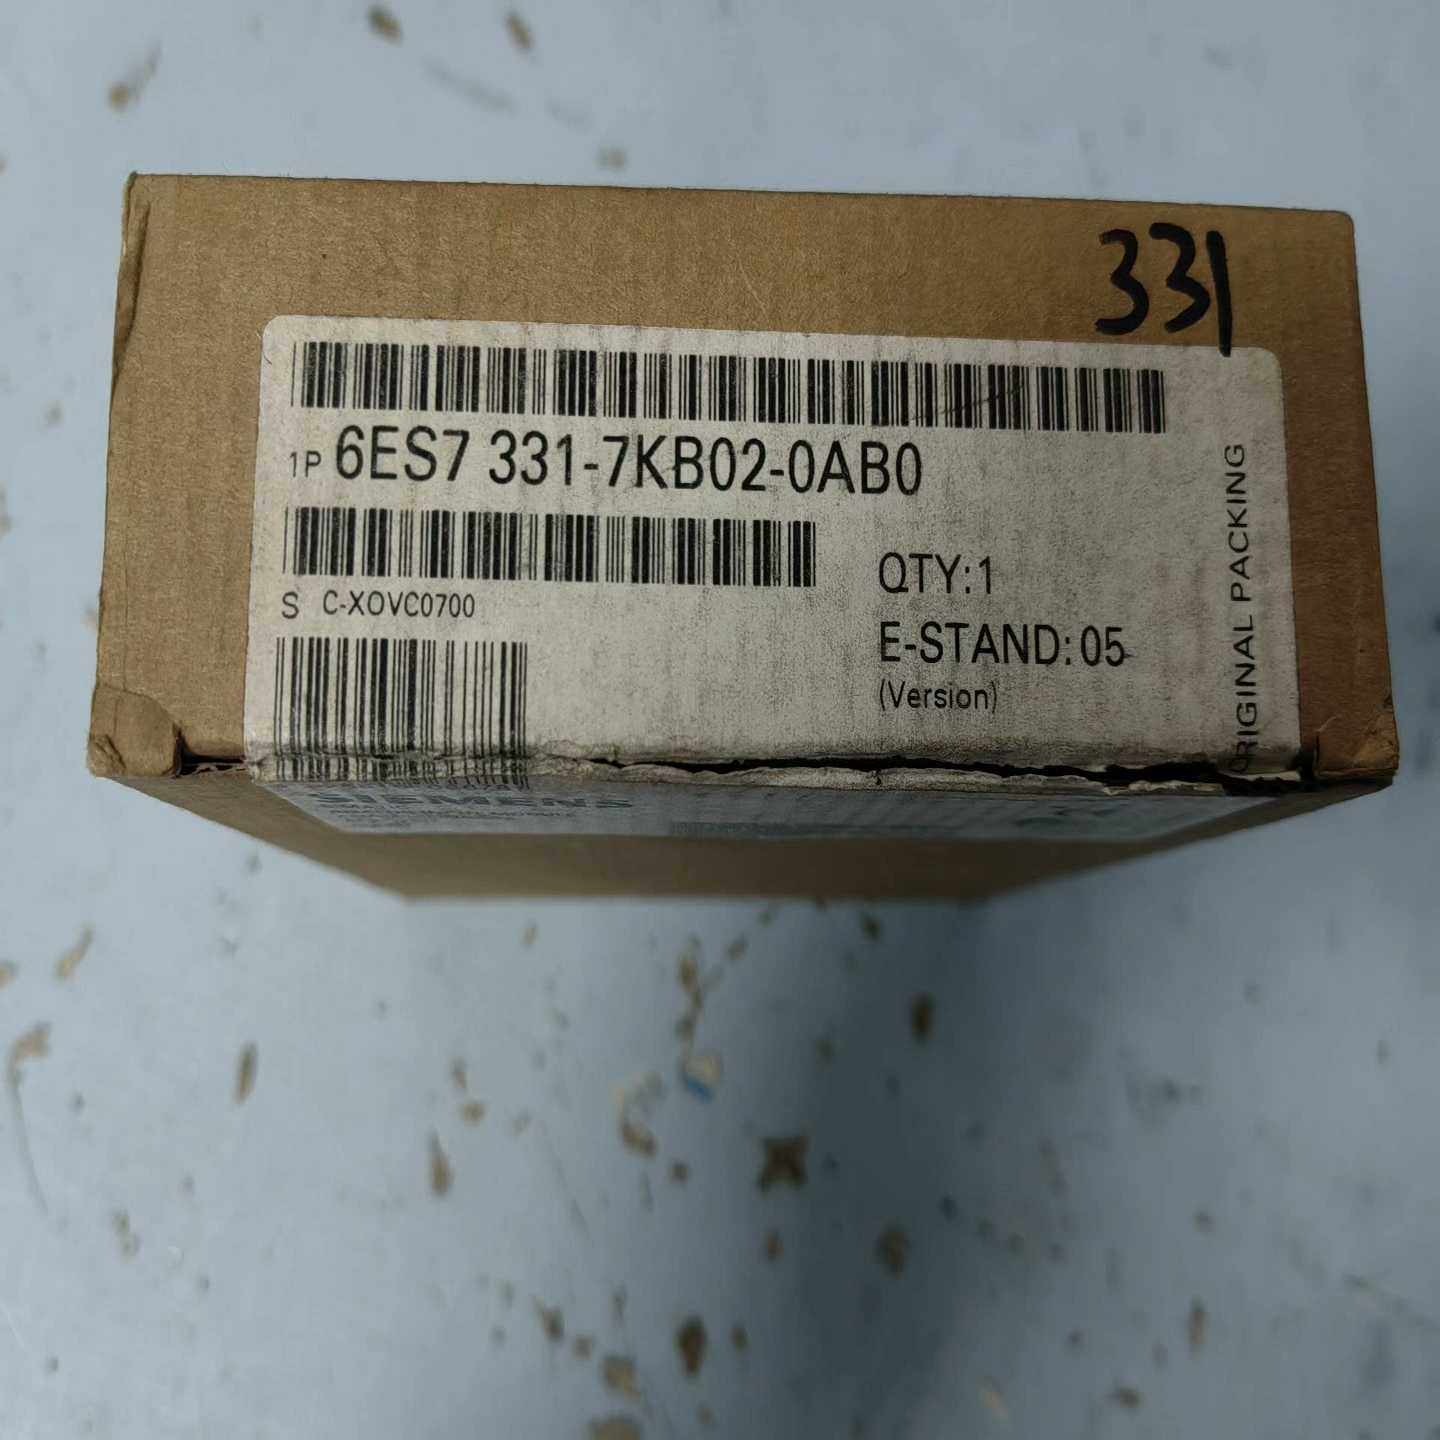 331
1P 6ES7 331-7KB02-0AB0
S C-XOVC0700
QTY:1
E-STAND:05
(Version)
ORIGINAL PACKING
SIEMENS